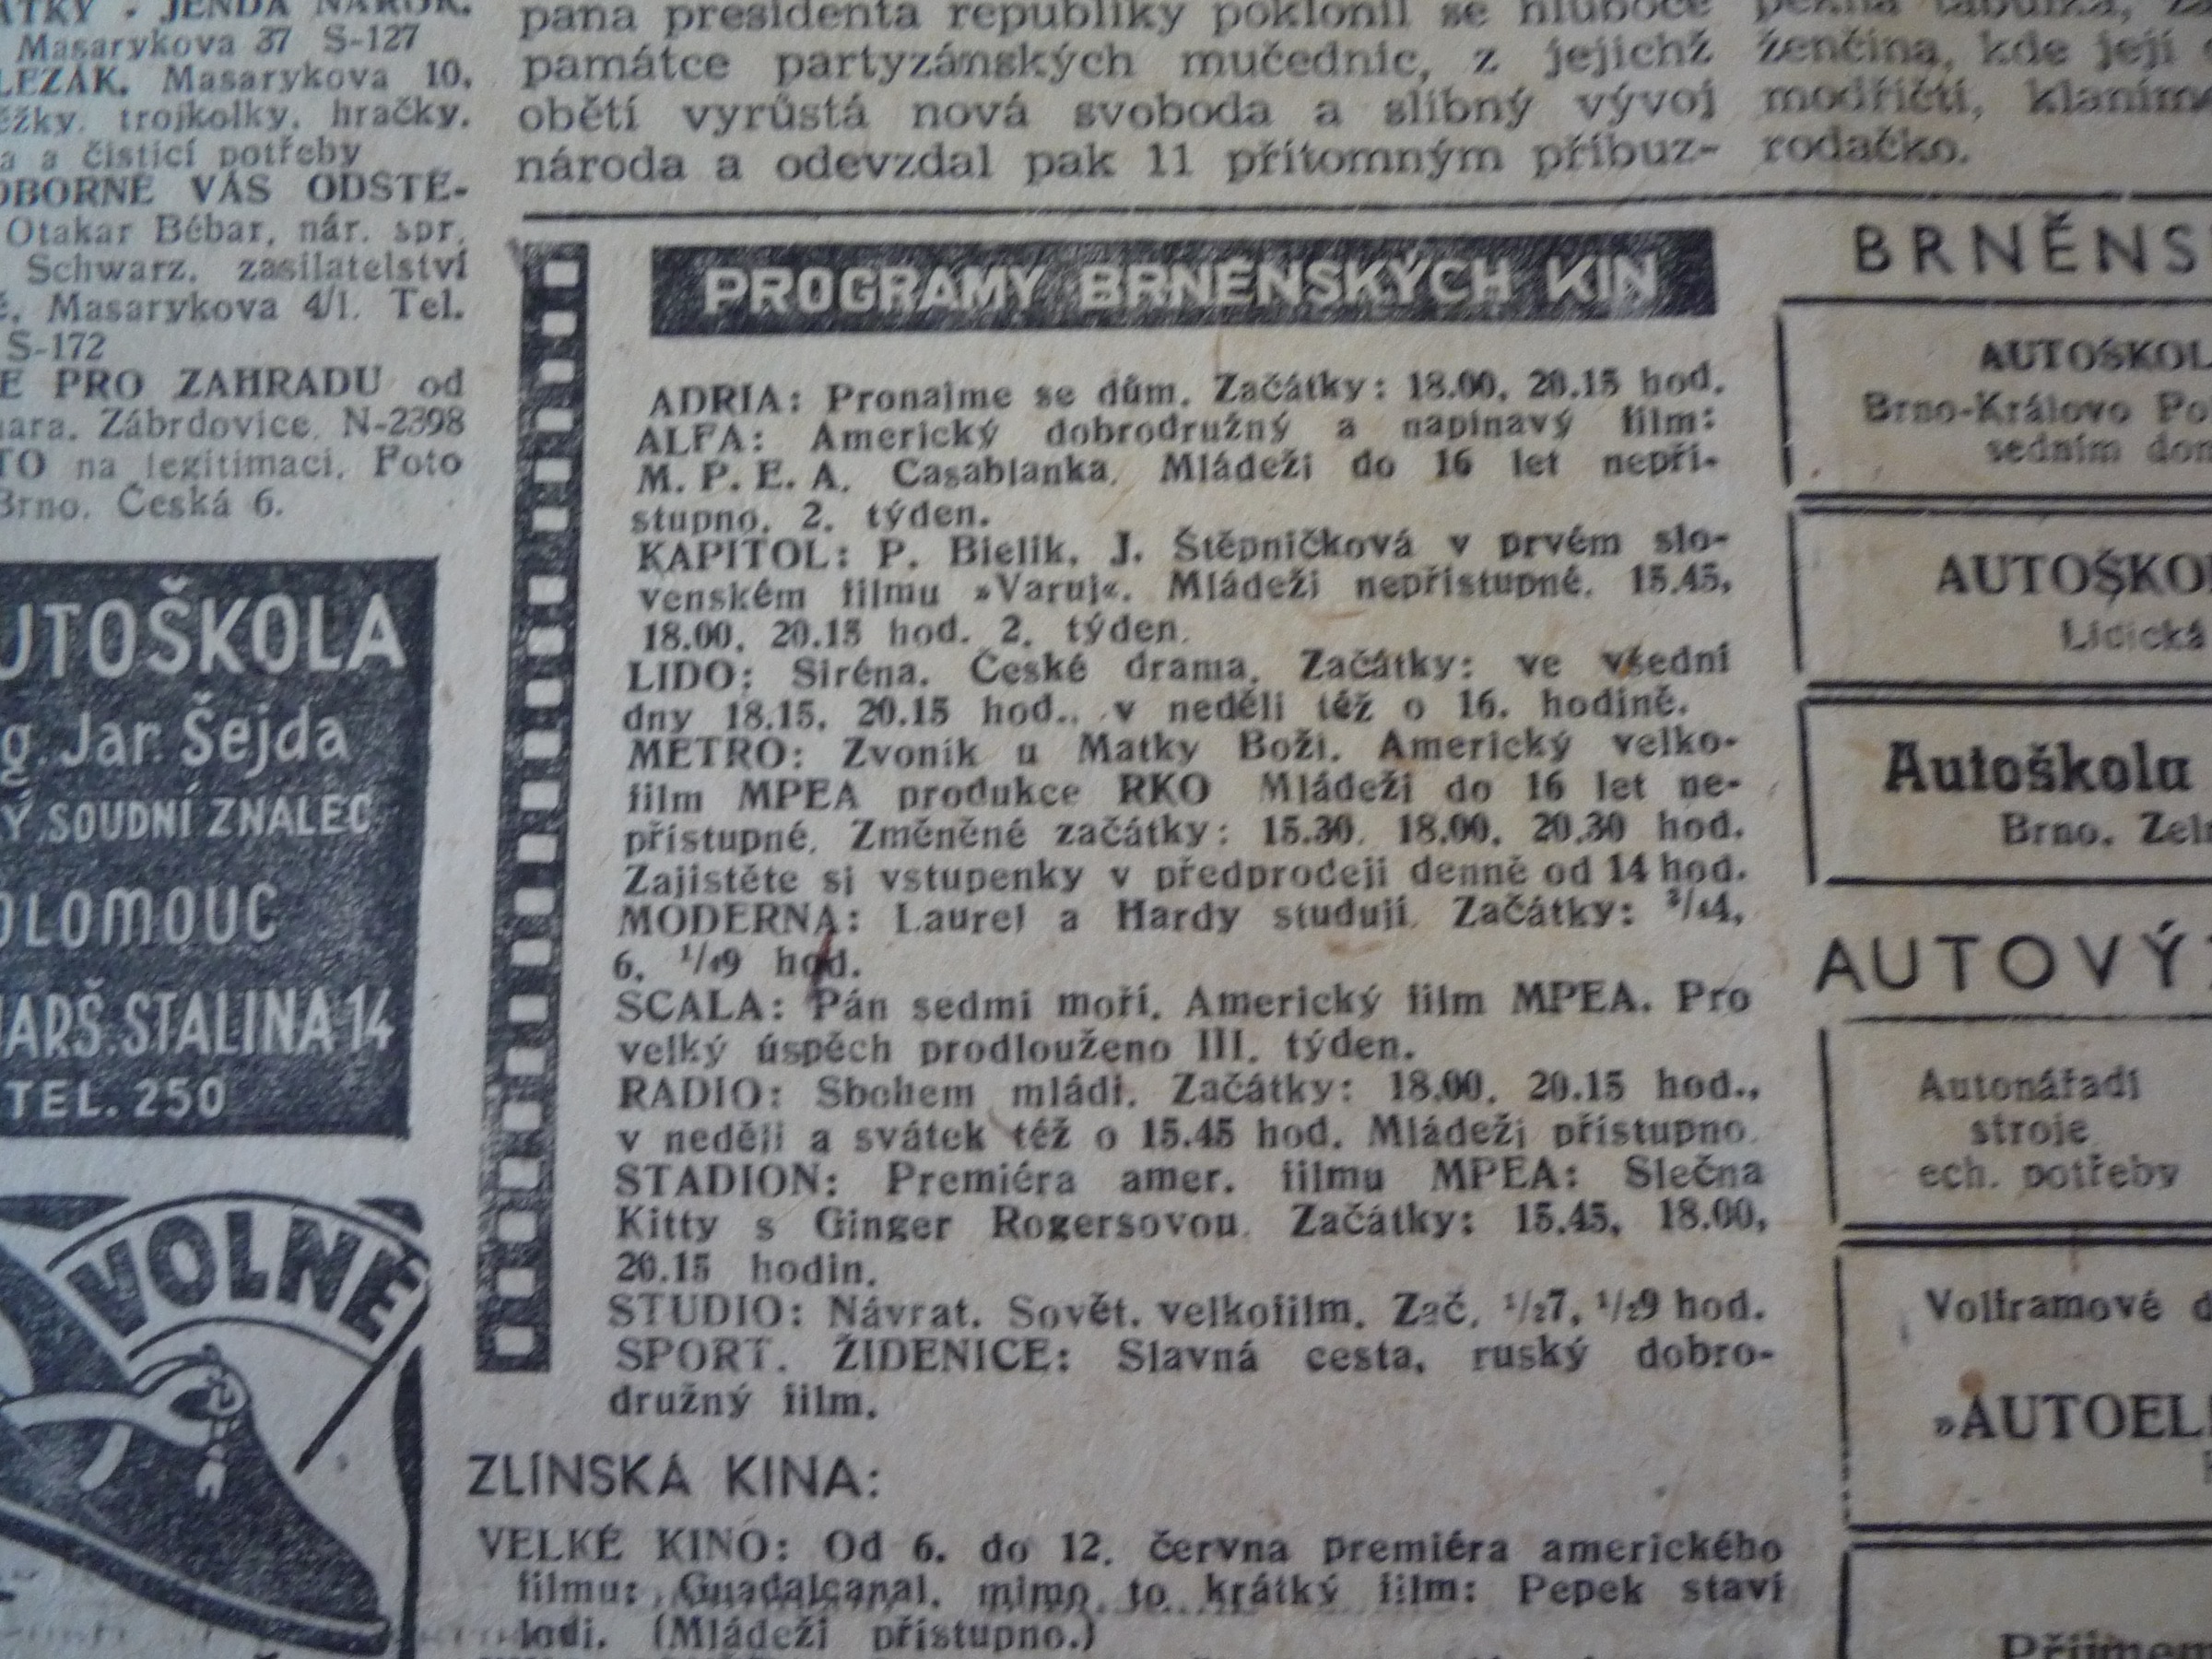 JENDA NÁROK.
Masarykova 37 S-127
LEZÁK, Masarykova 10,
trojkolky, hračky,
a čisticí potřeby
VÁS ODSTĚ-
Otakar Bébar, nár. spr.
Schwarz, zasilatelství
Masarykova 4/I. Tel.
S-172
PRO ZAHRADU od
Zábrdovice. N-2398
na legitimaci. Foto
Brno, Česká 6.
UTOŠKOLA
g. Jar. Šejda
Ý SOUDNÍ ZNALEC
OLOMOUC
MARŠ. STALINA 14
TEL. 250
VOLNÉ
pana presidenta republiky poklonil se hluboce
památce partyzánských mučednic, z jejichž
obětí vyrůstá nová svoboda a slibný vývoj
národa a odevzdal pak 11 přítomným příbuz-
ženčina, kde její
modřičtí, klaníme
rodačko.
PROGRAMY BRNĚNSKÝCH KIN
ADRIA: Pronajme se dům. Začátky: 18.00, 20.15 hod.
ALFA: Americký dobrodružný a napínavý film:
M. P. E. A. Casablanka. Mládeži do 16 let nepří-
stupno. 2. týden.
KAPITOL: P. Bielik, J. Štěpničková v prvém slo-
venském filmu »Varuj«. Mládeži nepřístupné. 15.45,
18.00, 20.15 hod. 2. týden.
LIDO: Siréna. České drama. Začátky: ve všední
dny 18.15, 20.15 hod., v neděli též o 16. hodině.
METRO: Zvoník u Matky Boží. Americký velko-
film MPEA produkce RKO Mládeži do 16 let ne-
přístupné. Změněné začátky: 15.30, 18.00, 20.30 hod.
Zajistěte si vstupenky v předprodeji denně od 14 hod.
MODERNA: Laurel a Hardy studují. Začátky: ³/₄4,
6, ¹/₄9 hod.
SCALA: Pán sedmi moří. Americký film MPEA. Pro
velký úspěch prodlouženo III. týden.
RADIO: Sbohem mládí. Začátky: 18.00, 20.15 hod.,
v neděli a svátek též o 15.45 hod. Mládeži přístupno.
STADION: Premiéra amer. filmu MPEA: Slečna
Kitty s Ginger Rogersovou. Začátky: 15.45, 18.00,
20.15 hodin.
STUDIO: Návrat. Sovět. velkofilm. Zač. ¹/₂7, ¹/₂9 hod.
SPORT. ŽIDENICE: Slavná cesta, ruský dobro-
družný film.
ZLÍNSKÁ KINA:
VELKÉ KINO: Od 6. do 12. června premiéra amerického
filmu: Guadalcanal, mimo to krátký film: Pepek staví
lodi. (Mládeži přístupno.)
BRNĚNS
AUTOŠKOL
Brno-Královo Po
sedním dom
AUTOŠKO
Lidická
Autoškola
Brno, Zel
AUTOVÝ
Autonářadí
stroje
ech. potřeby
Volframové d
»AUTOEL
Příjmen